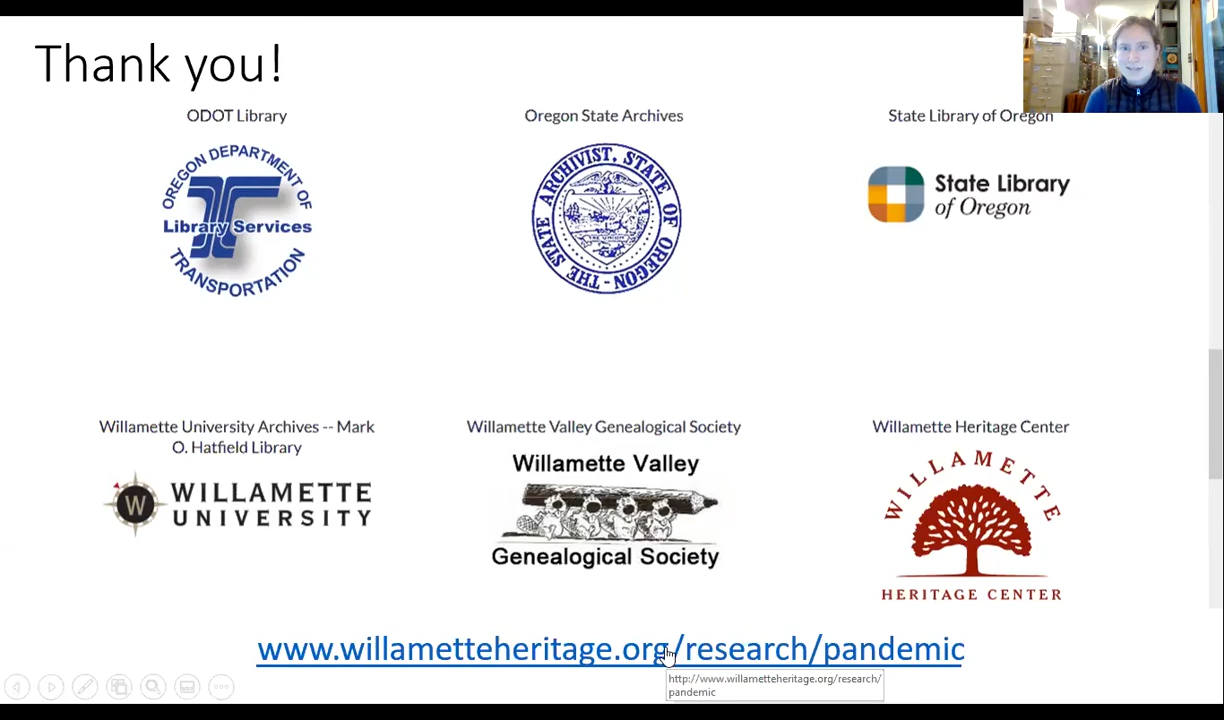 Thank you!
ODOT Library
OREGON DEPARTMENT OF
Library Services
TRANSPORTATION
Oregon State Archives
ARCHIVIST, STATE OF OREGON - THE STATE
THE UNION
State Library of Oregon
State Library
of Oregon
Willamette University Archives -- Mark
O. Hatfield Library
W
WILLAMETTE
UNIVERSITY
Willamette Valley Genealogical Society
Willamette Valley
Genealogical Society
Willamette Heritage Center
WILLAMETTE
HERITAGE CENTER
www.willametteheritage.org/research/pandemic
http://www.willametteheritage.org/research/
pandemic